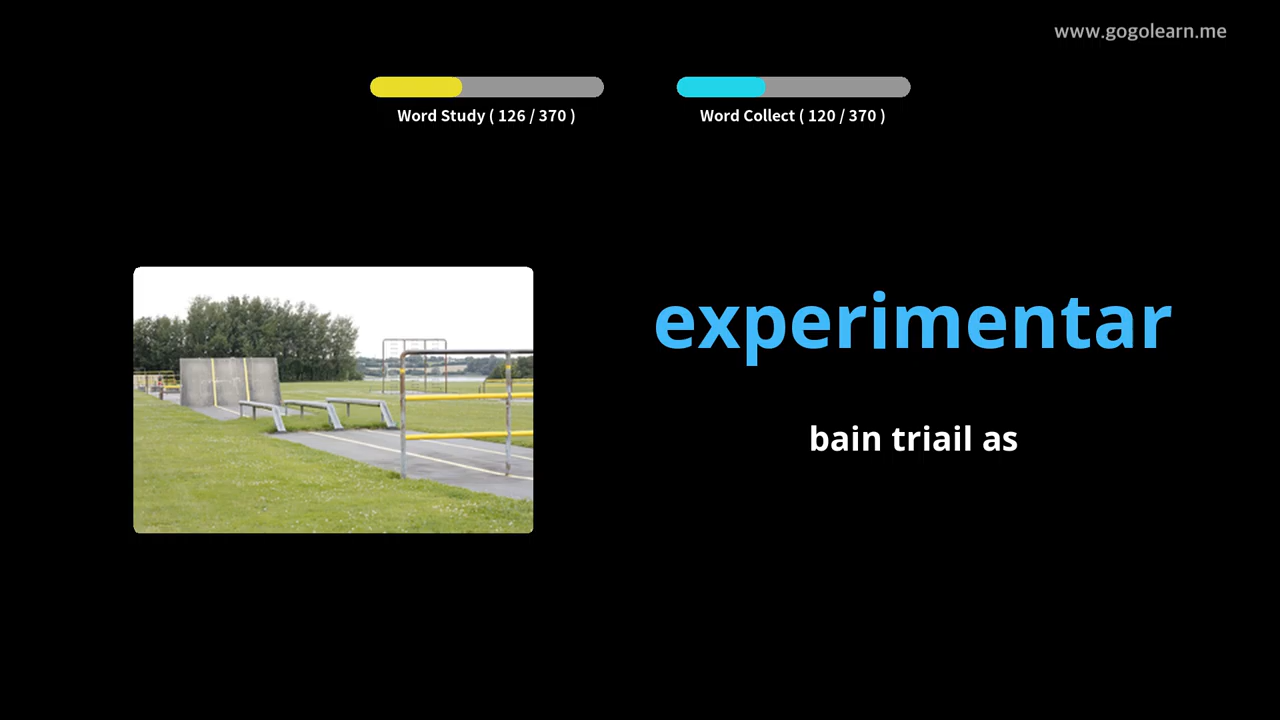 www.gogolearn.me
Word Study ( 126 / 370 )
Word Collect ( 120 / 370 )
experimentar
bain triail as